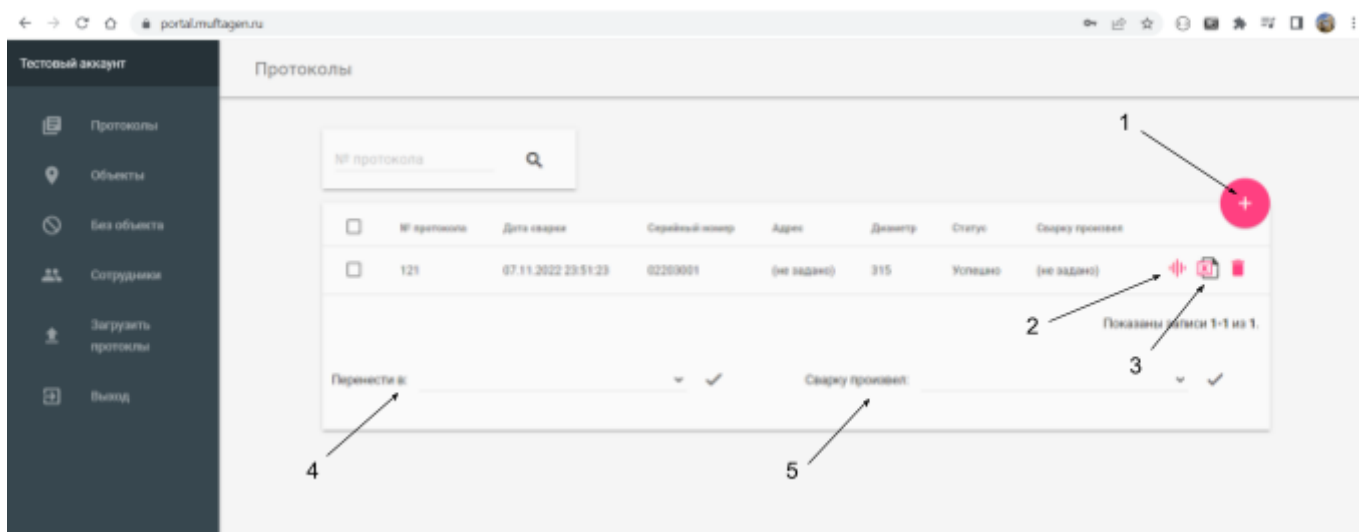 portal.muftagen.ru
Тестовый аккаунт
Протоколы
Протоколы
Объекты
Без объекта
Сотрудники
Загрузить
протоклы
Выход
№ протокола
1
№ протокола Дата сварки Серийный номер Адрес Диаметр Статус Сварку произвел
121 07.11.2022 23:51:23 02203001 (не задано) 315 Успешно (не задано)
2
Показаны записи 1-1 из 1.
3
Перенести в: Сварку произвел:
4
5